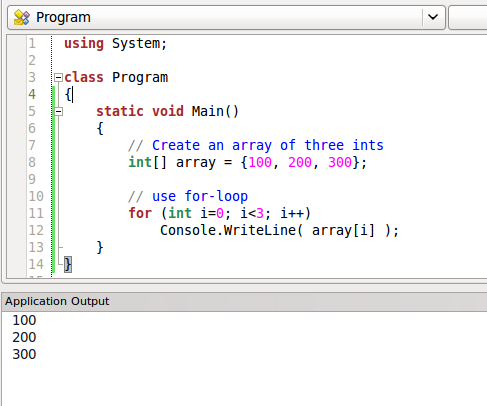 Program
1 using System;
2
3 class Program
4 {
5     static void Main()
6     {
7         // Create an array of three ints
8         int[] array = {100, 200, 300};
9
10         // use for-loop
11         for (int i=0; i<3; i++)
12             Console.WriteLine( array[i] );
13     }
14 }
Application Output
100
200
300